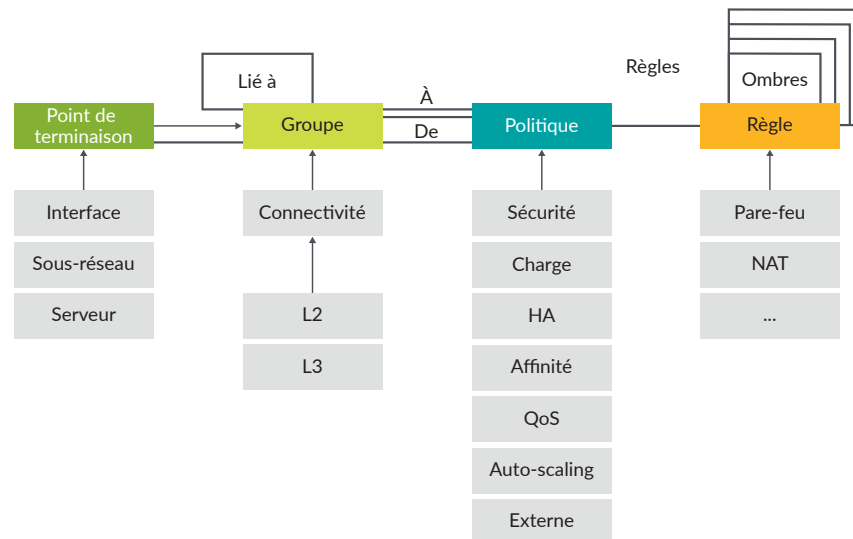 Lié à
À
De
Règles
Ombres
Point de
terminaison
Groupe
Politique
Règle
Interface
Sous-réseau
Serveur
Connectivité
L2
L3
Sécurité
Charge
HA
Affinité
QoS
Auto-scaling
Externe
Pare-feu
NAT
...